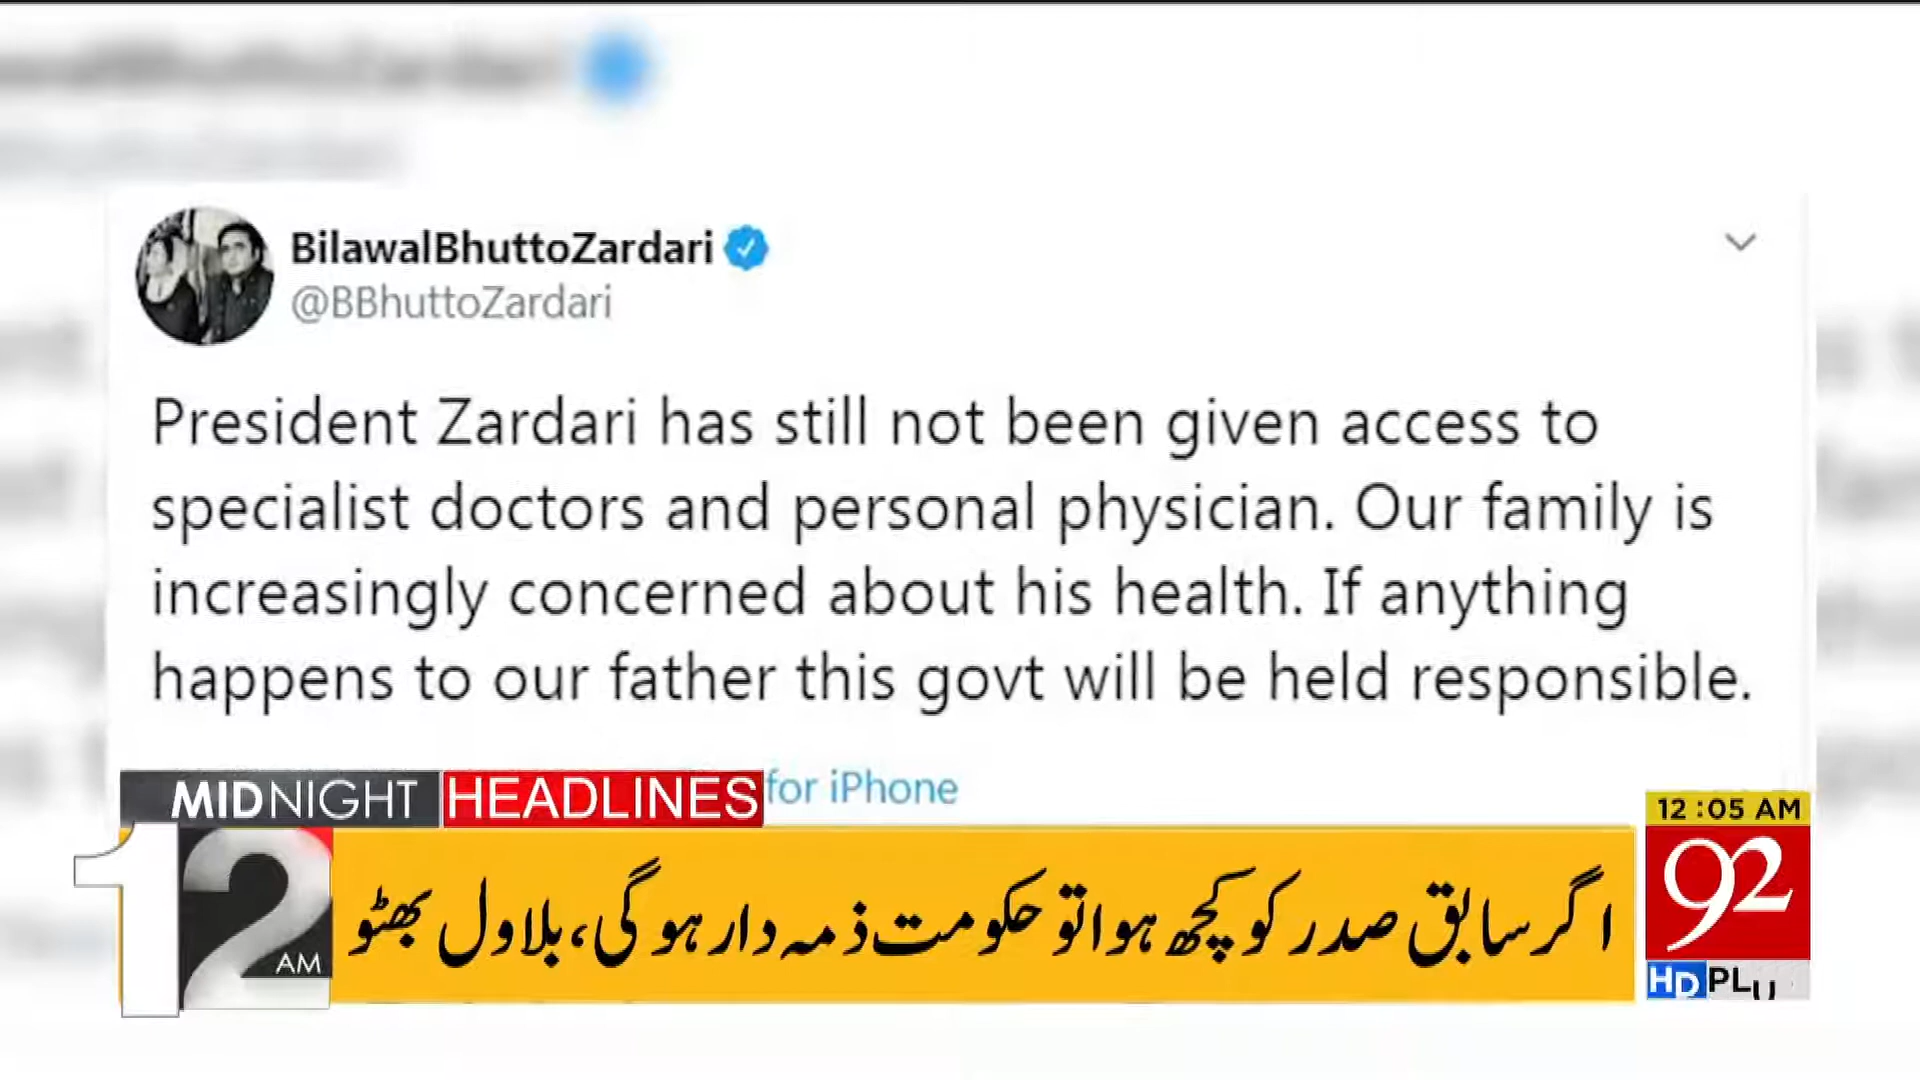 BilawalBhuttoZardari
@BBhuttoZardari
President Zardari has still not been given access to
specialist doctors and personal physician. Our family is
increasingly concerned about his health. If anything
happens to our father this govt will be held responsible.
for iPhone
MIDNIGHT HEADLINES
12 AM
اگر سابق صدر کو کچھ ہوا تو حکومت ذمہ دار ہوگی، بلاول بھٹو
12:05 AM
92
HD PLU